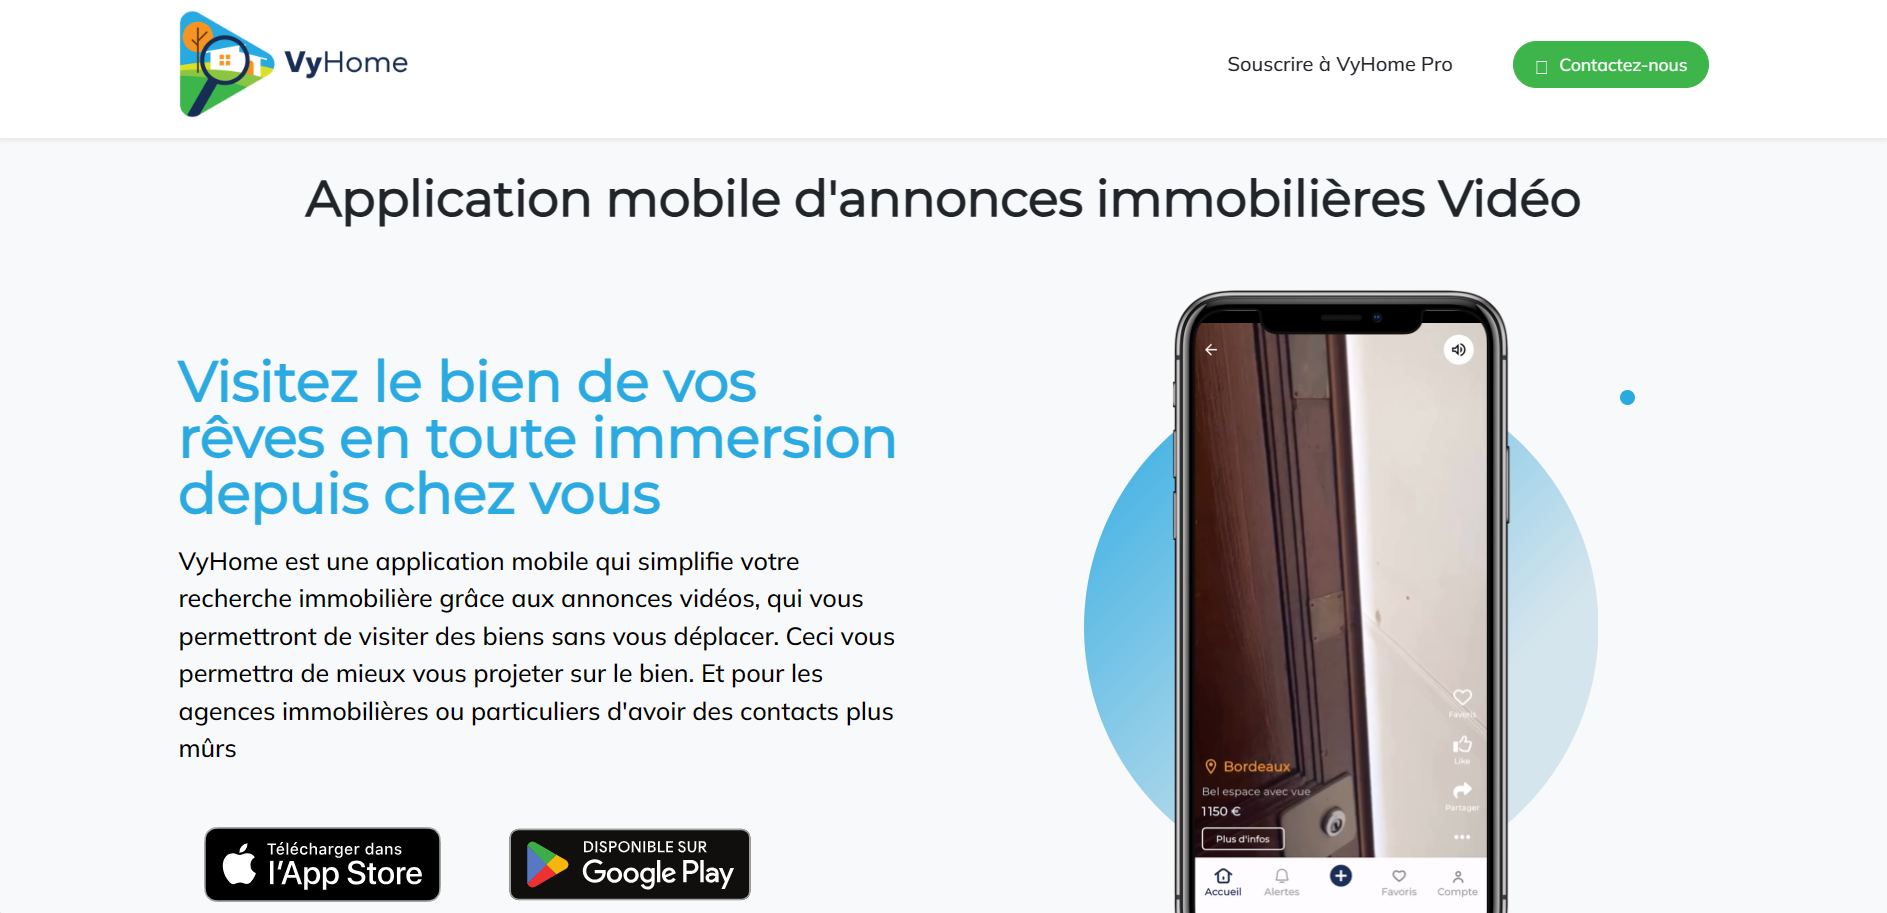 VyHome
Souscrire à VyHome Pro
Contactez-nous
Application mobile d'annonces immobilières Vidéo
Visitez le bien de vos
rêves en toute immersion
depuis chez vous
VyHome est une application mobile qui simplifie votre
recherche immobilière grâce aux annonces vidéos, qui vous
permettront de visiter des biens sans vous déplacer. Ceci vous
permettra de mieux vous projeter sur le bien. Et pour les
agences immobilières ou particuliers d'avoir des contacts plus
mûrs
Télécharger dans
l'App Store
DISPONIBLE SUR
Google Play
Favoris
Like
Partager
Bordeaux
Bel espace avec vue
1 150 €
Plus d'infos
Accueil
Alertes
Favoris
Compte